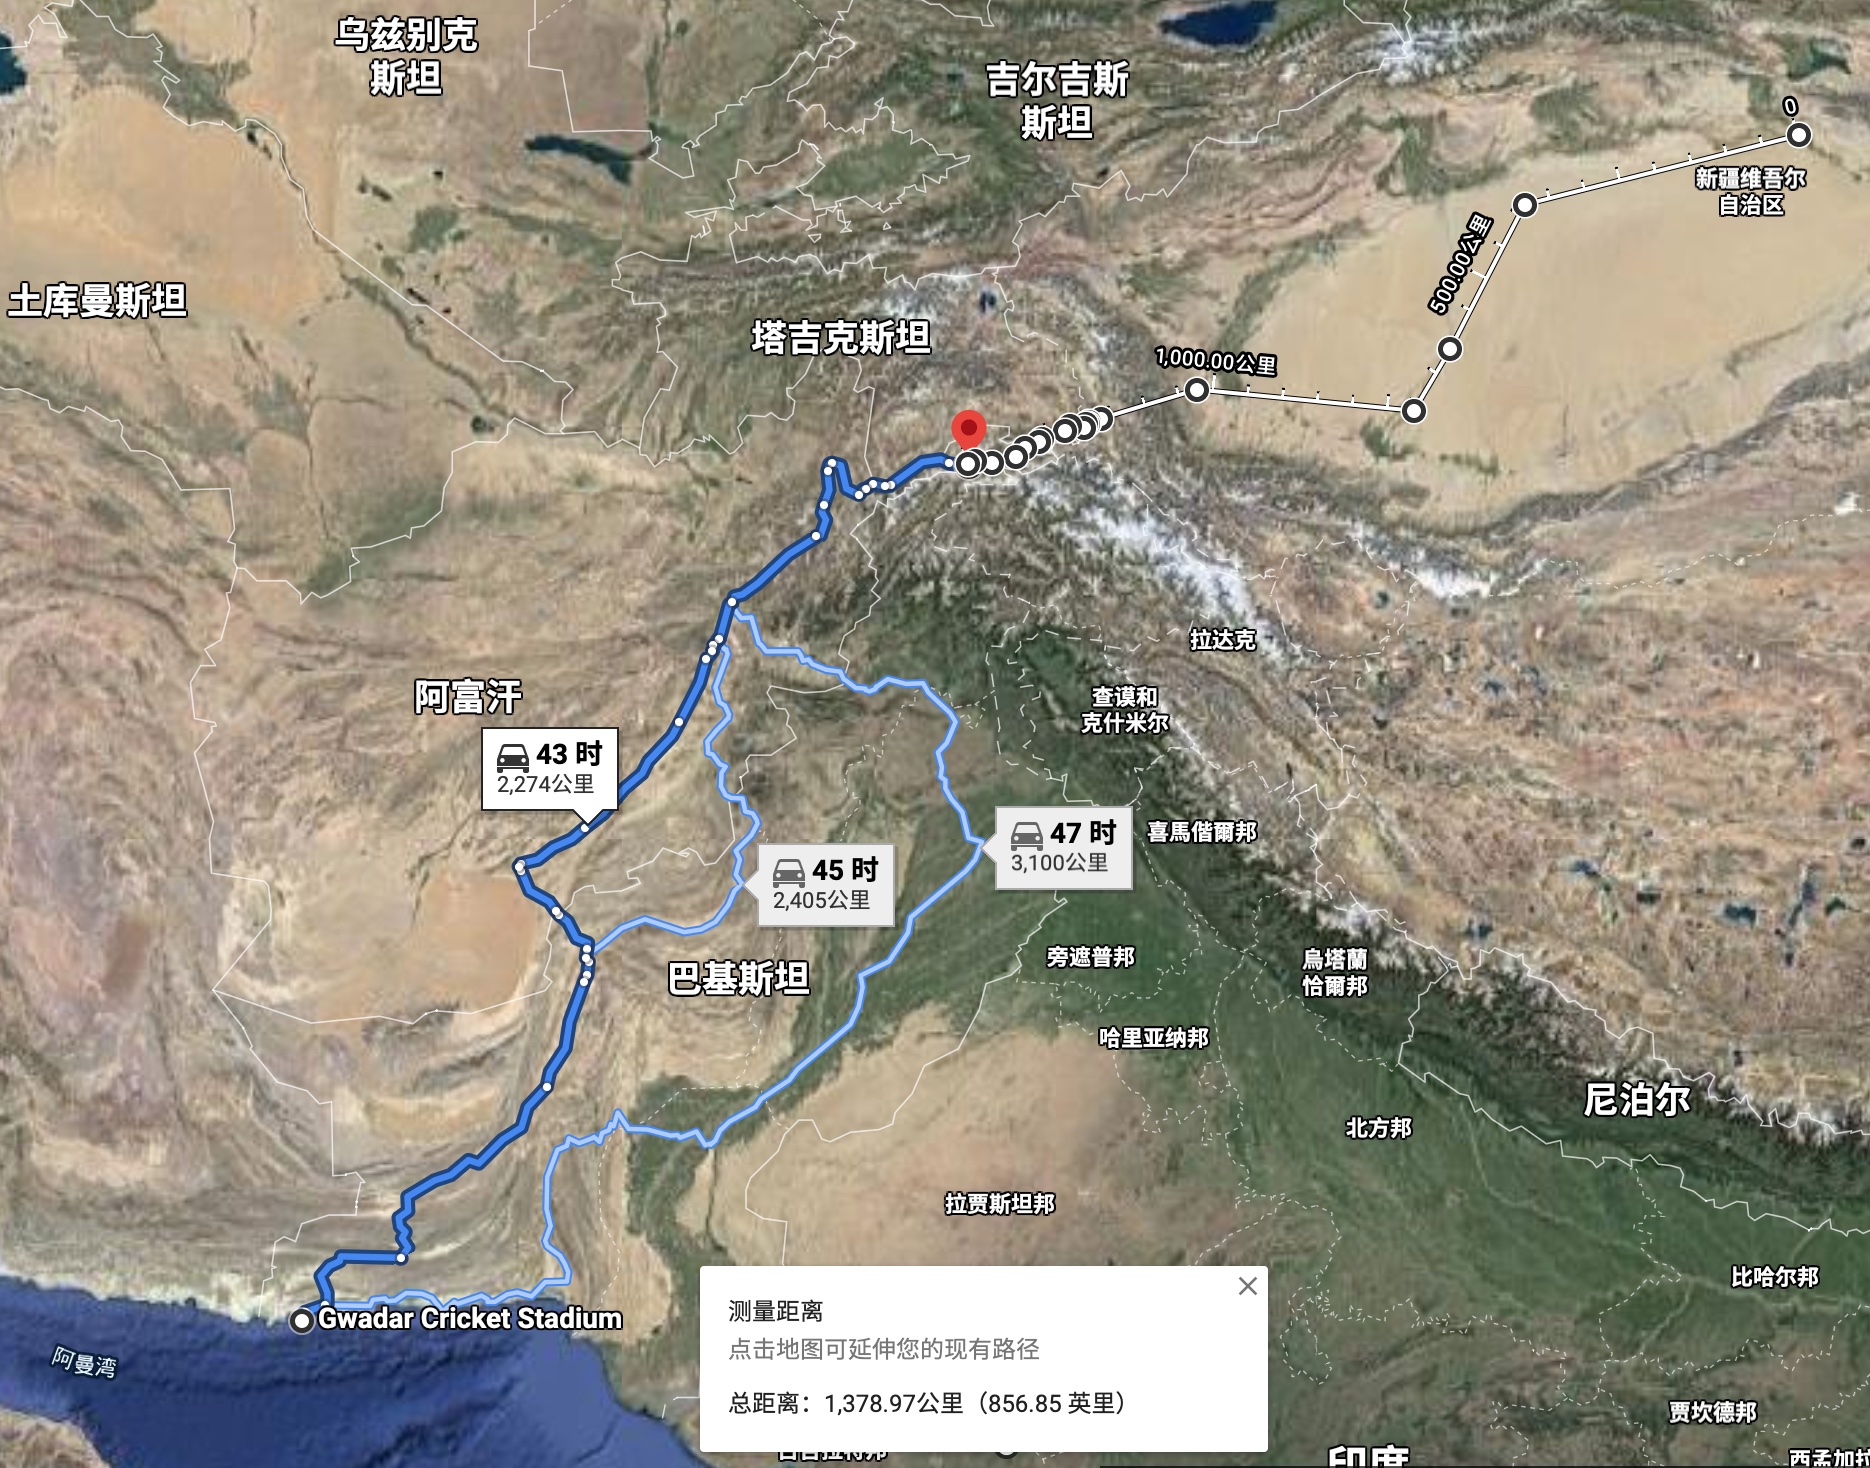 乌兹别克
斯坦
吉尔吉斯
斯坦
0
新疆维吾尔
自治区
500.00公里
土库曼斯坦
塔吉克斯坦
1,000.00公里
拉达克
阿富汗
查谟和
克什米尔
43 时
2,274公里
47 时
3,100公里
喜馬偕爾邦
45 时
2,405公里
巴基斯坦
旁遮普邦
烏塔蘭
恰爾邦
哈里亚纳邦
尼泊尔
北方邦
拉贾斯坦邦
比哈尔邦
Gwadar Cricket Stadium
阿曼湾
测量距离
点击地图可延伸您的现有路径
总距离：1,378.97公里（856.85 英里）
贾坎德邦
印度
西孟加拉